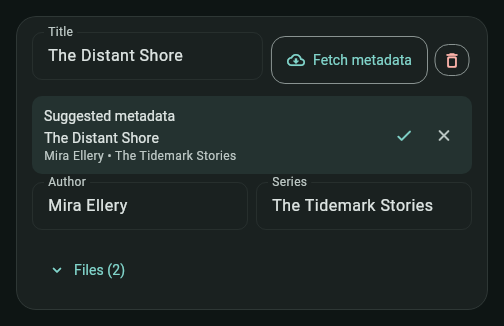 Title
The Distant Shore
Fetch metadata
Suggested metadata
The Distant Shore
Mira Ellery • The Tidemark Stories
Author
Mira Ellery
Series
The Tidemark Stories
Files (2)